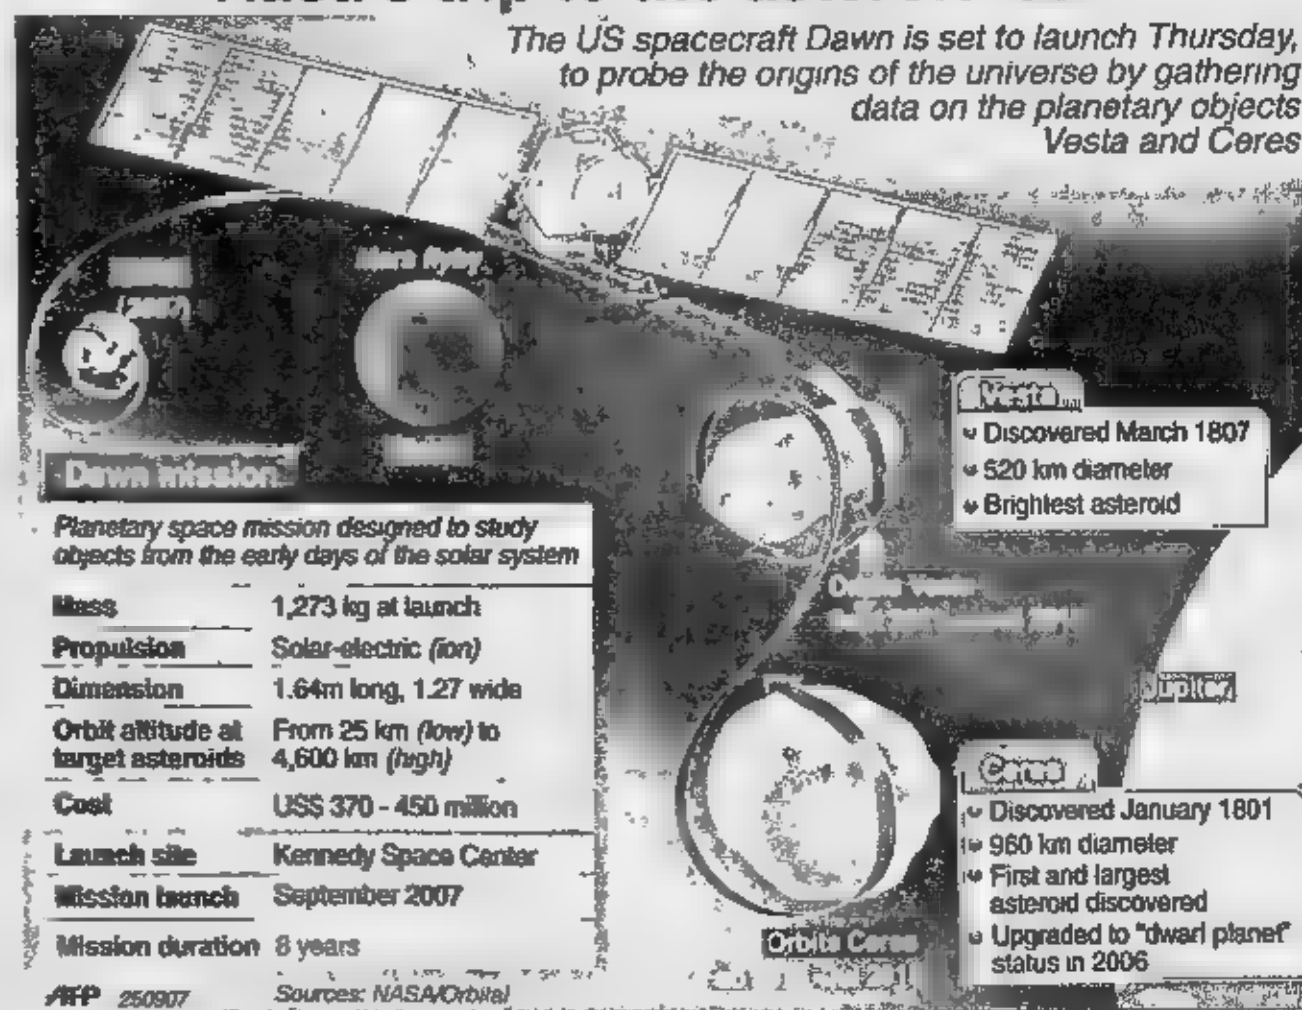 The US spacecraft Dawn is set to launch Thursday,
to probe the origins of the universe by gathering
data on the planetary objects
Vesta and Ceres
Vesta
Discovered March 1807
520 km diameter
Brightest asteroid
Dawn mission
Planetary space mission designed to study
objects from the early days of the solar system
Mass 1,273 kg at launch
Propulsion Solar-electric (ion)
Dimension 1.64m long, 1.27 wide
Orbit altitude at From 25 km (low) to
target asteroids 4,600 km (high)
Cost US$ 370 - 450 million
Launch site Kennedy Space Center
Mission launch September 2007
Mission duration 8 years
Jupiter
Ceres
Discovered January 1801
960 km diameter
First and largest
asteroid discovered
Upgraded to "dwarf planet"
status in 2006
Orbits Ceres
AFP 250907 Sources: NASA/Orbital